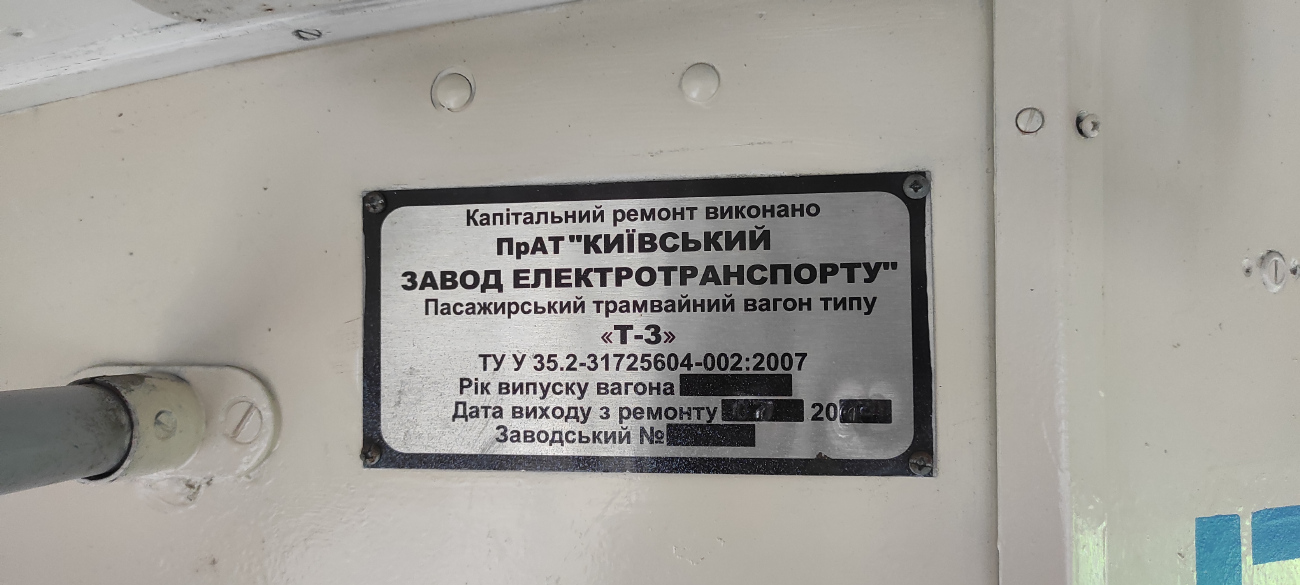 Капітальний ремонт виконано
ПрАТ "КИЇВСЬКИЙ
ЗАВОД ЕЛЕКТРОТРАНСПОРТУ"
Пасажирський трамвайний вагон типу
«Т-3»
ТУ У 35.2-31725604-002:2007
Рік випуску вагона
Дата виходу з ремонту 20
Заводський №